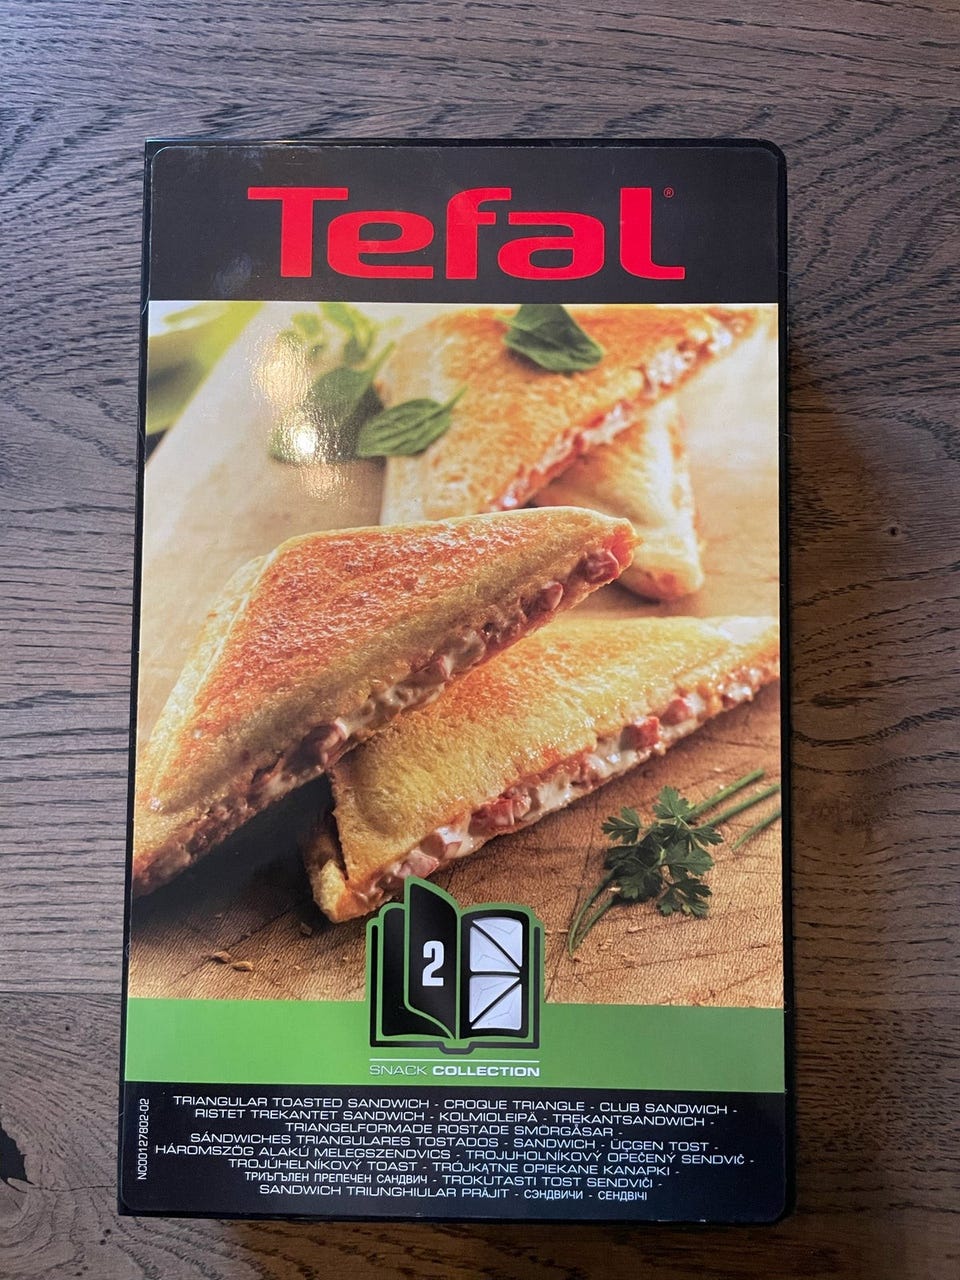 Tefal®
2
SNACK COLLECTION
TRIANGULAR TOASTED SANDWICH - CROQUE TRIANGLE - CLUB SANDWICH -
RISTET TREKANTET SANDWICH - KOLMIOLEIPÄ - TREKANTSANDWICH -
TRIANGELFORMADE ROSTADE SMÖRGÅSAR -
SÁNDWICHES TRIANGULARES TOSTADOS - SANDWICH - ÜÇGEN TOST -
HÁROMSZÖG ALAKÚ MELEGSZENDVICS - TROJUHOLNÍKOVÝ OPEČENÝ SENDVIČ -
TROJÚHELNÍKOVÝ TOAST - TRÓJKĄTNE OPIEKANE KANAPKI -
ТРИЪГЪЛЕН ПРЕПЕЧЕН САНДВИЧ - TROKUTASTI TOST SENDVIČI -
SANDWICH TRIUNGHIULAR PRĂJIT - СЭНДВИЧИ - СЕНДВІЧІ
NC00127802-02